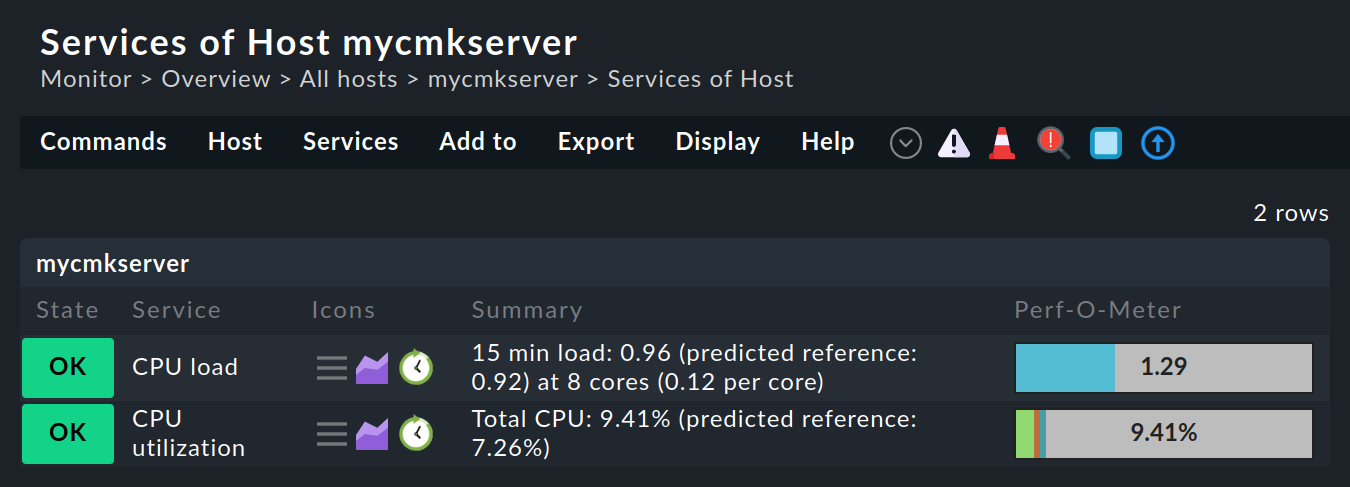 Services of Host mycmkserver
Monitor > Overview > All hosts > mycmkserver > Services of Host
Commands Host Services Add to Export Display Help
2 rows
mycmkserver
State Service Icons Summary Perf-O-Meter
OK CPU load 15 min load: 0.96 (predicted reference: 1.29
0.92) at 8 cores (0.12 per core)
OK CPU Total CPU: 9.41% (predicted reference: 9.41%
utilization 7.26%)